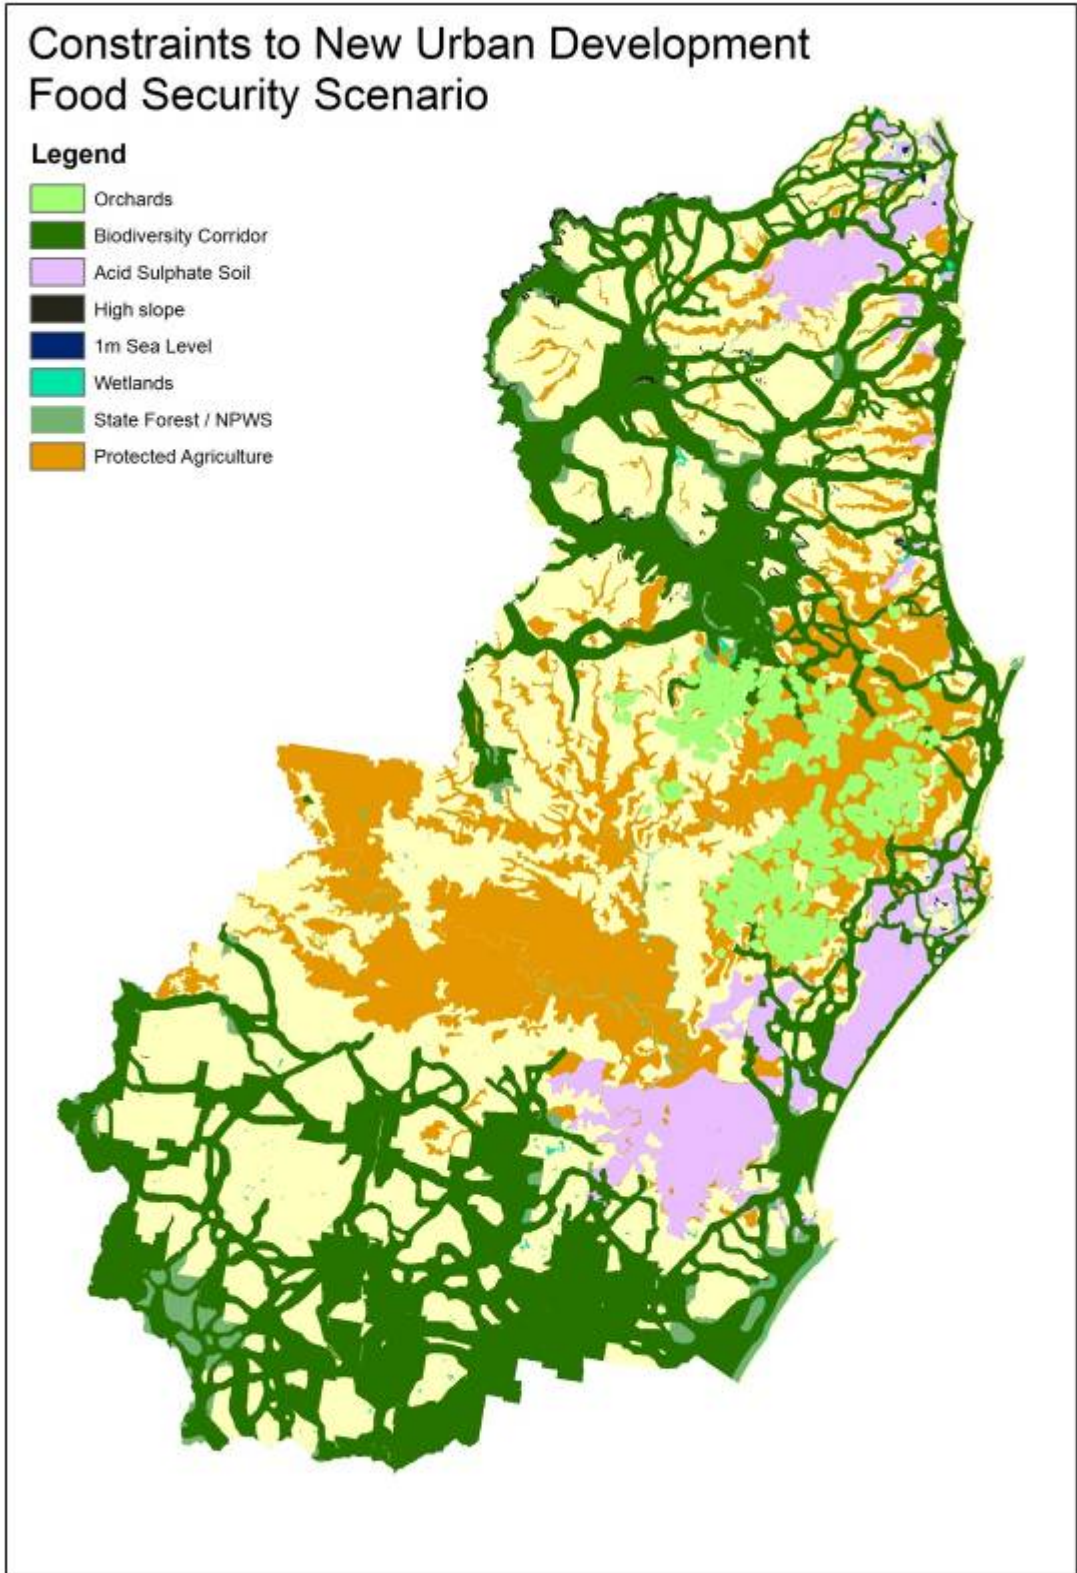 Constraints to New Urban Development
Food Security Scenario
Legend
Orchards
Biodiversity Corridor
Acid Sulphate Soil
High slope
1m Sea Level
Wetlands
State Forest / NPWS
Protected Agriculture